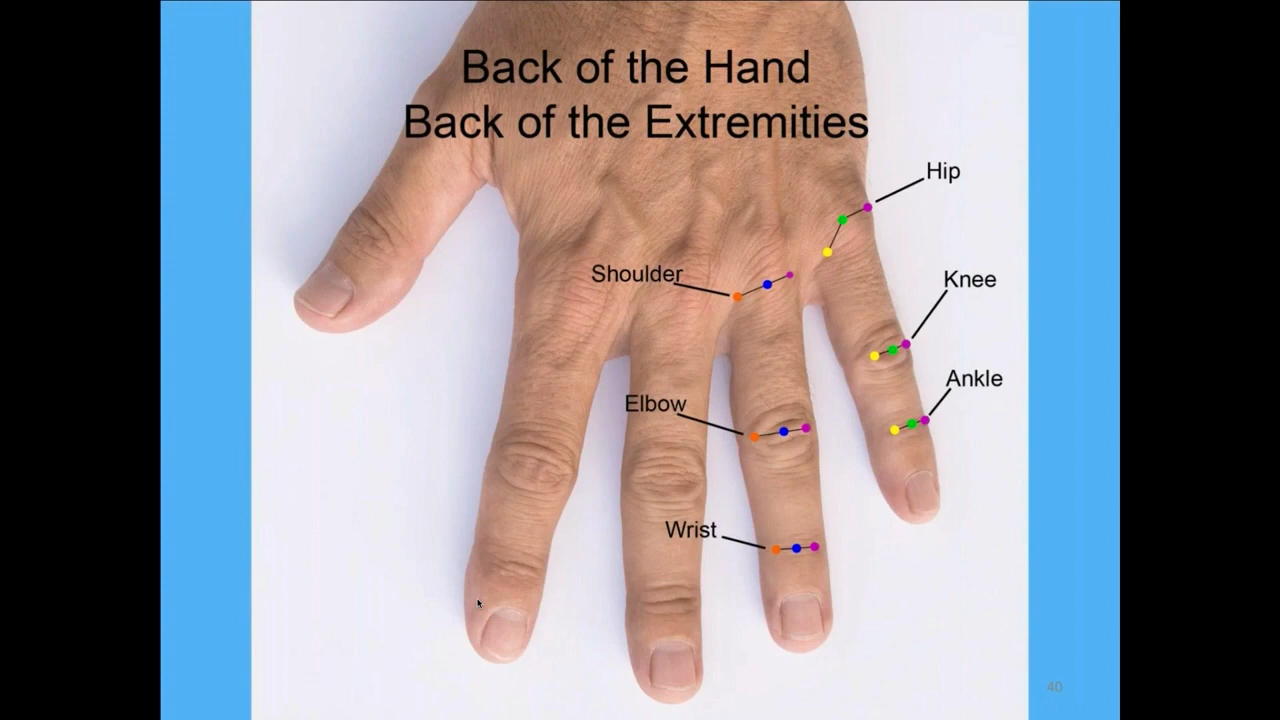 Back of the Hand
Back of the Extremities
Hip
Shoulder
Knee
Ankle
Elbow
Wrist
40